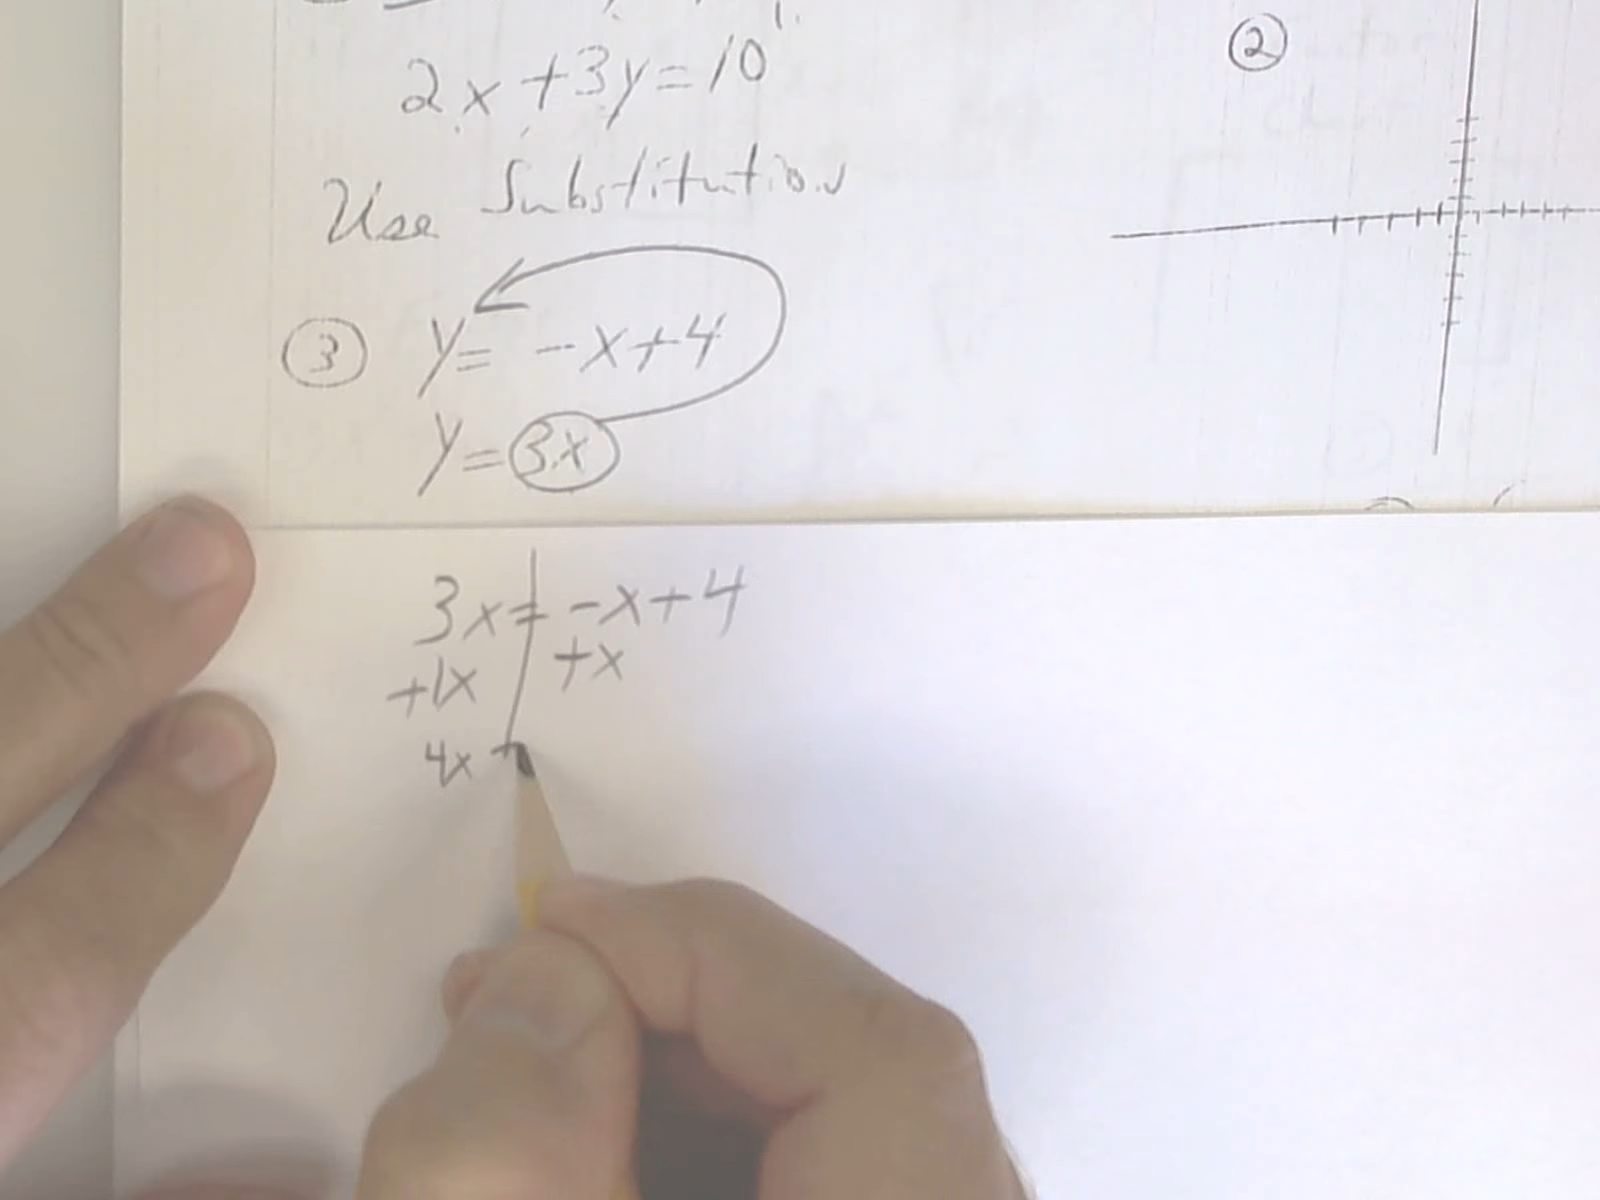 2x+3y=10
Use Substitution
③ y= -x+4
y=3x
②
3x= -x+4
+1x +x
4x